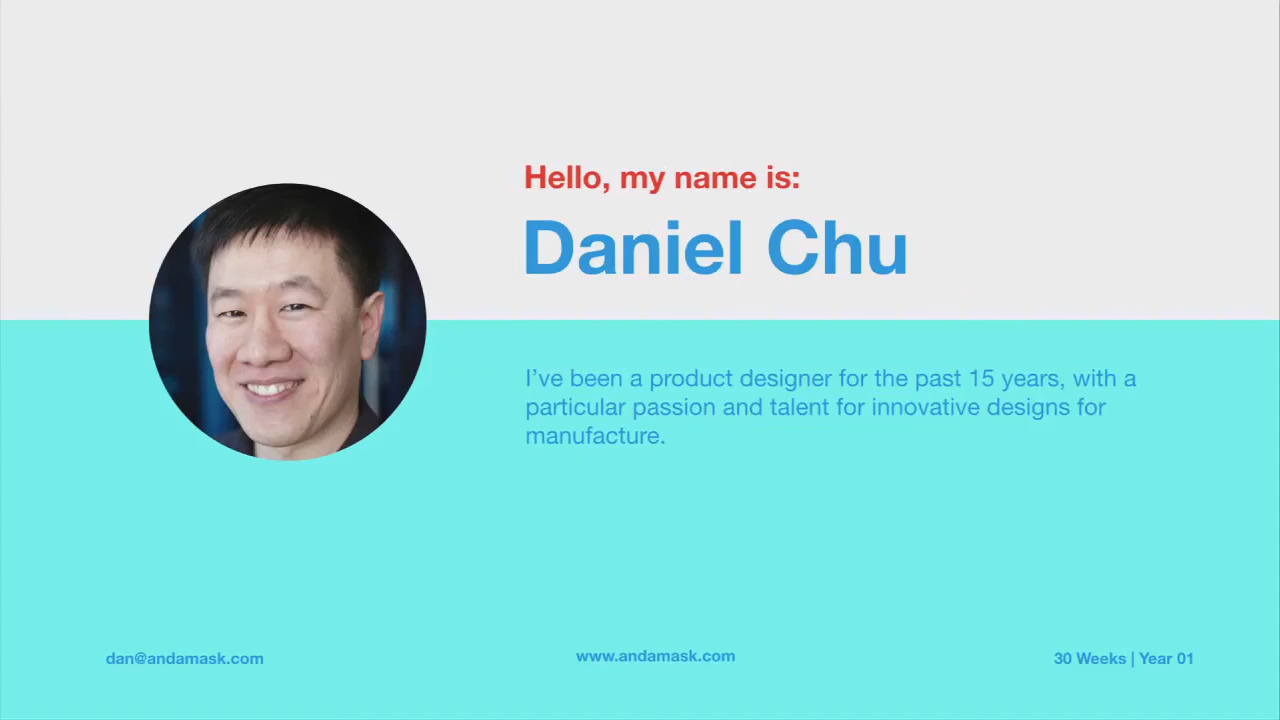 Hello, my name is:
Daniel Chu
I’ve been a product designer for the past 15 years, with a
particular passion and talent for innovative designs for
manufacture.
dan@andamask.com
www.andamask.com
30 Weeks | Year 01